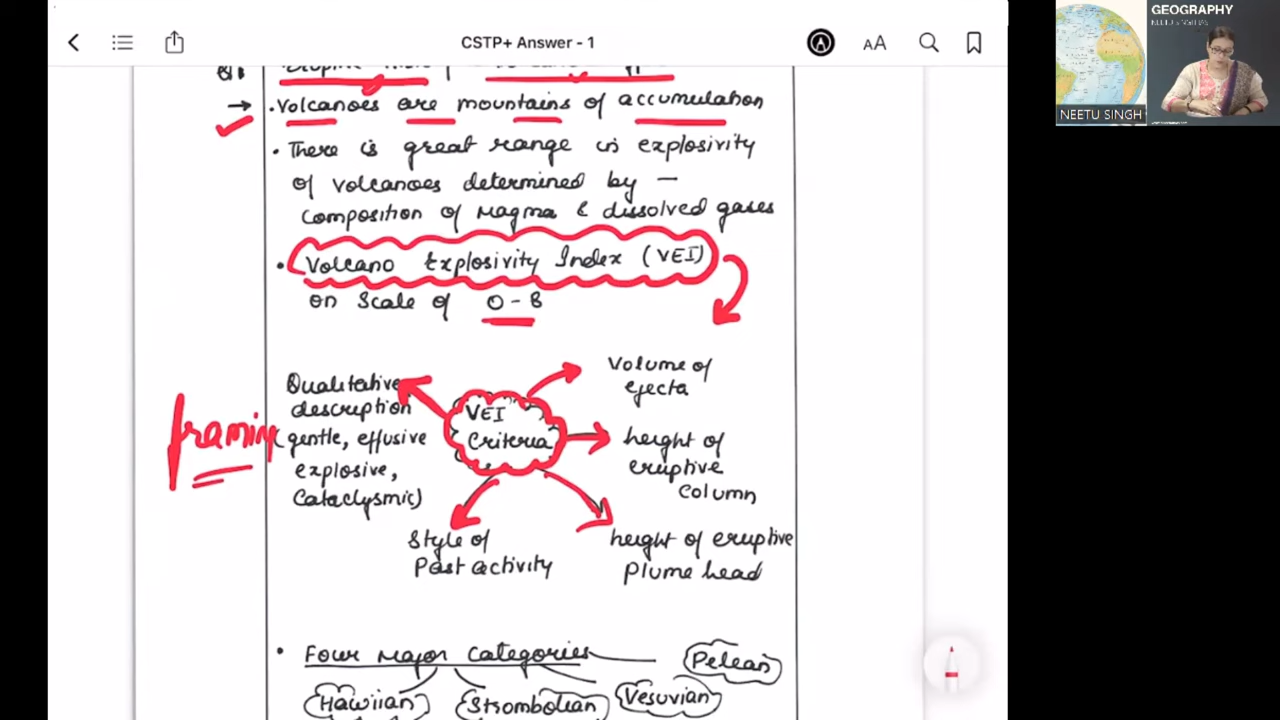 CSTP+ Answer - 1
AA
GEOGRAPHY
NEETU SINGH
→ • Volcanoes are mountains of accumulation
• There is great range in explosivity
of volcanoes determined by –
composition of Magma & dissolved gases
• Volcano Explosivity Index (VEI)
on Scale of 0 - 8
Qualitative
description
(gentle, effusive
explosive,
Cataclysmic)
framing
VEI
Criteria
Volume of
ejecta
height of
eruptive
column
Style of
Past activity
height of eruptive
plume head
• Four major Categories
Pelean
Hawiian
Strombolian
Vesuvian